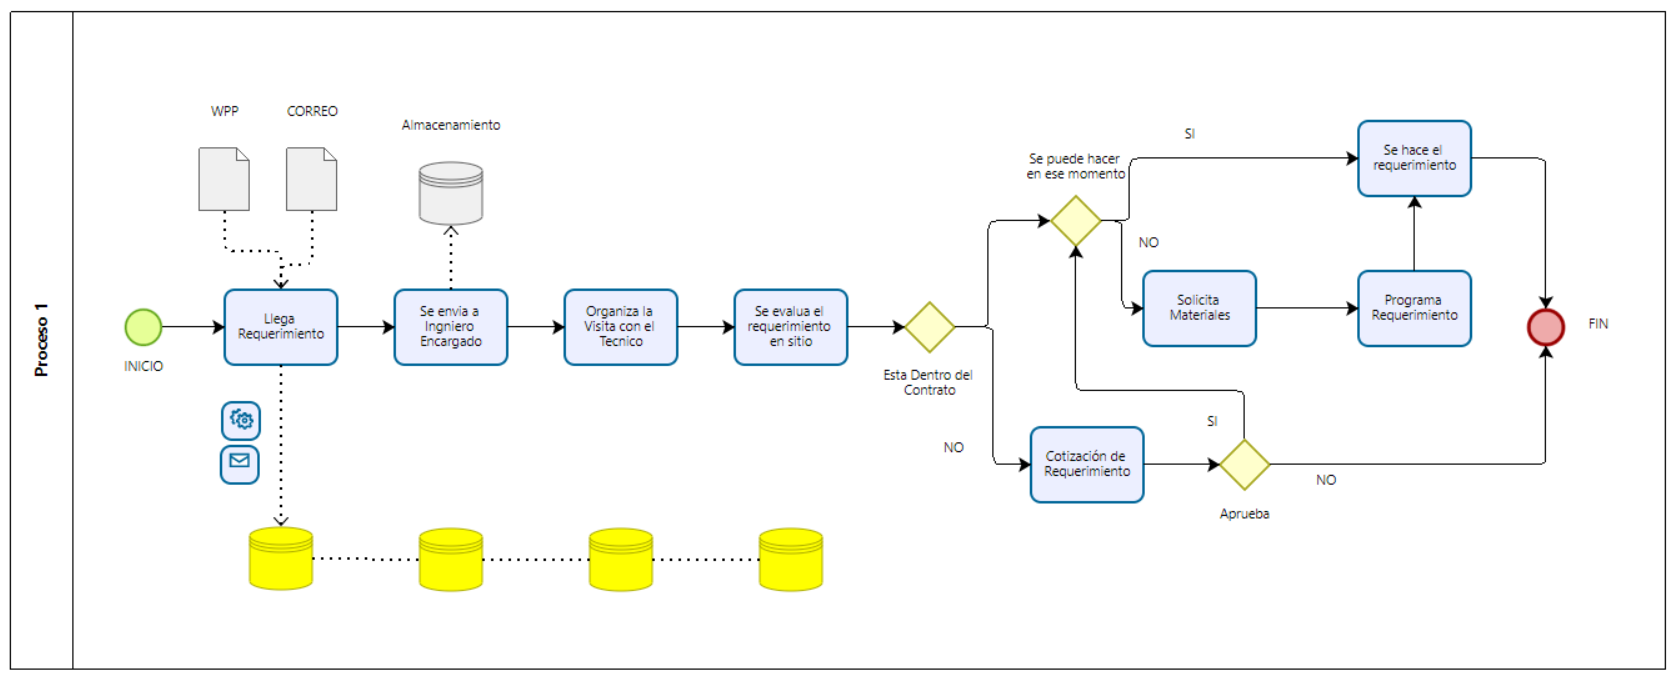 Proceso 1
WPP
CORREO
Almacenamiento
INICIO
Llega
Requerimiento
Se envia a
Ingniero
Encargado
Organiza la
Visita con el
Tecnico
Se evalua el
requerimiento
en sitio
Esta Dentro del
Contrato
NO
Se puede hacer
en ese momento
SI
NO
Se hace el
requerimiento
Solicita
Materiales
Programa
Requerimiento
FIN
Cotización de
Requerimiento
SI
NO
Aprueba